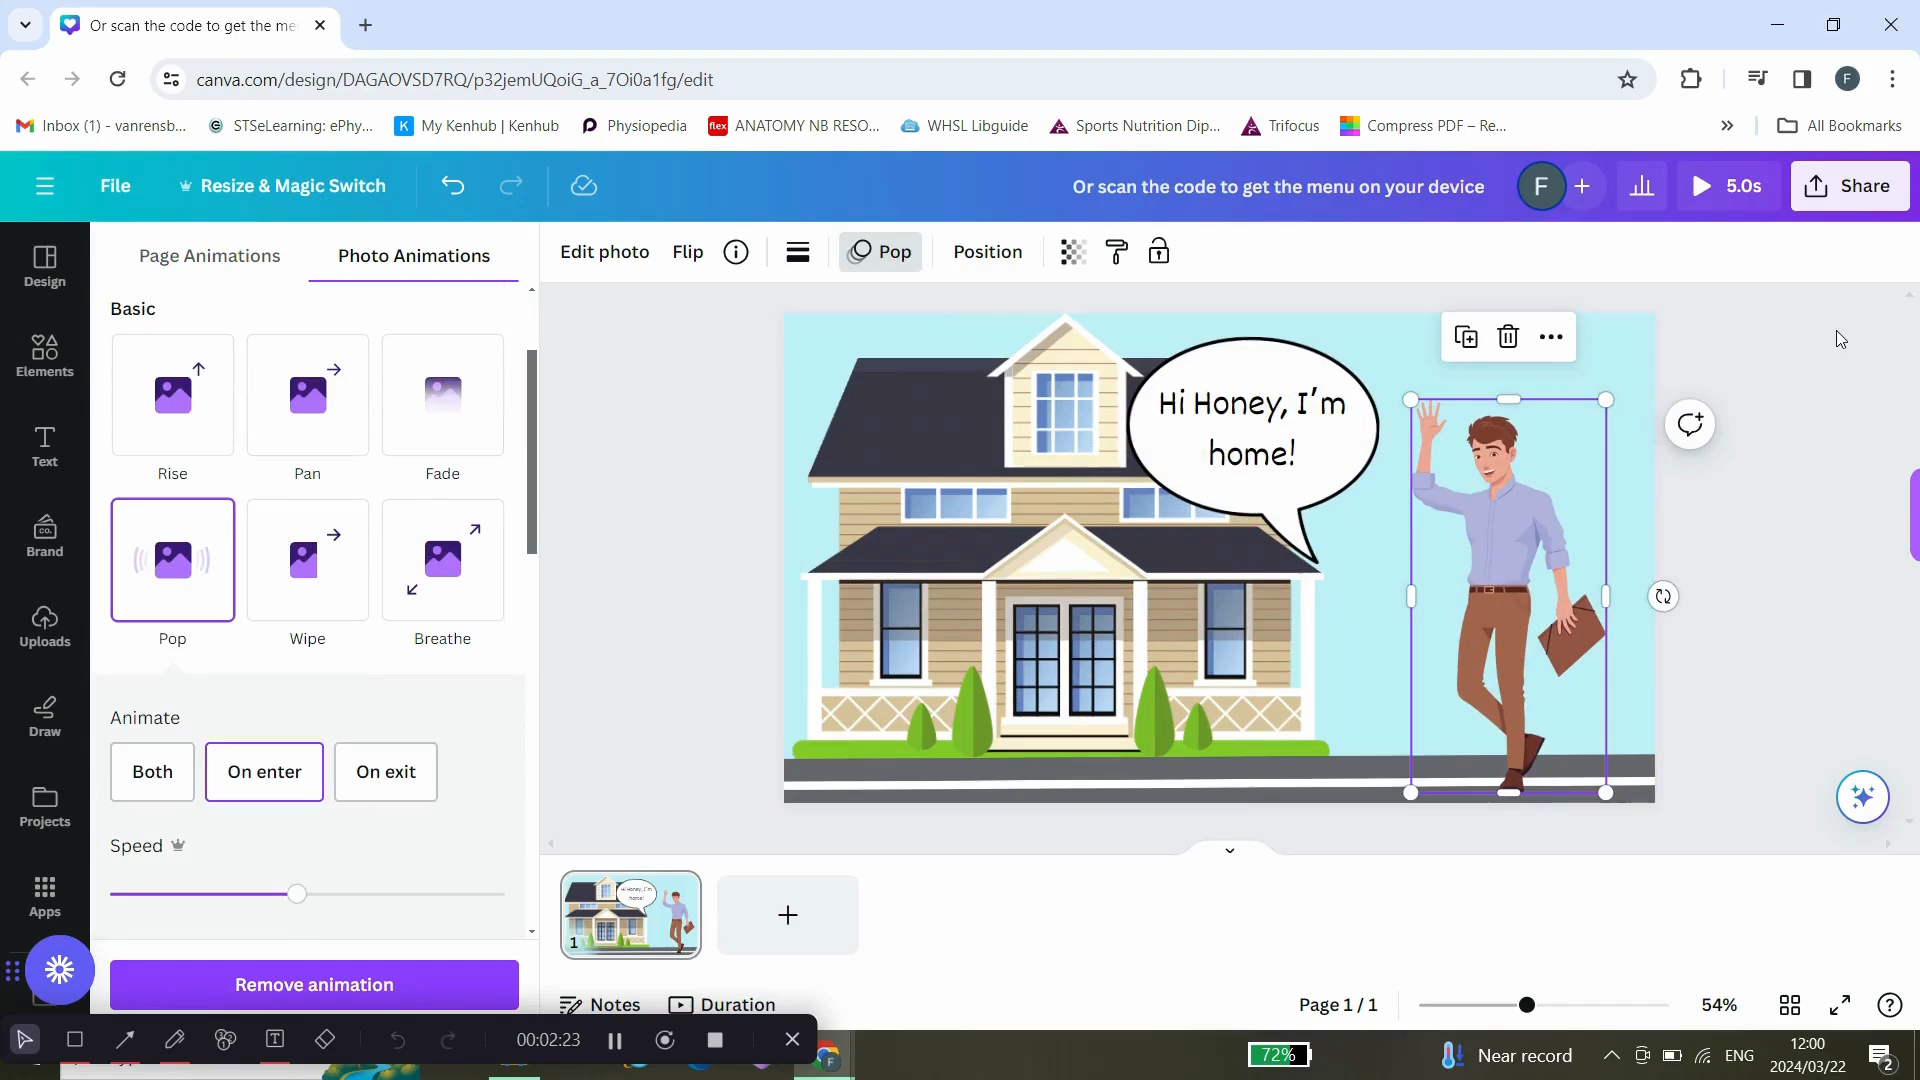 Or scan the code to get the me
canva.com/design/DAGAOVSD7RQ/p32jemUQoiG_a_7Oi0a1fg/edit
Inbox (1) - vanrensb...
STSeLearning: ePhy...
My Kenhub | Kenhub
Physiopedia
flex
ANATOMY NB RESO...
WHSL Libguide
Sports Nutrition Dip...
Trifocus
Compress PDF – Re...
All Bookmarks
File
Resize & Magic Switch
Or scan the code to get the menu on your device
F
5.0s
Share
Design
Elements
Text
Brand
Uploads
Draw
Projects
Apps
Page Animations
Photo Animations
Basic
Rise
Pan
Fade
Pop
Wipe
Breathe
Animate
Both
On enter
On exit
Speed
Remove animation
Edit photo
Flip
Pop
Position
Hi Honey, I'm
home!
1
Notes
Duration
Page 1 / 1
54%
00:02:23
72%
Near record
ENG
12:00
2024/03/22
2